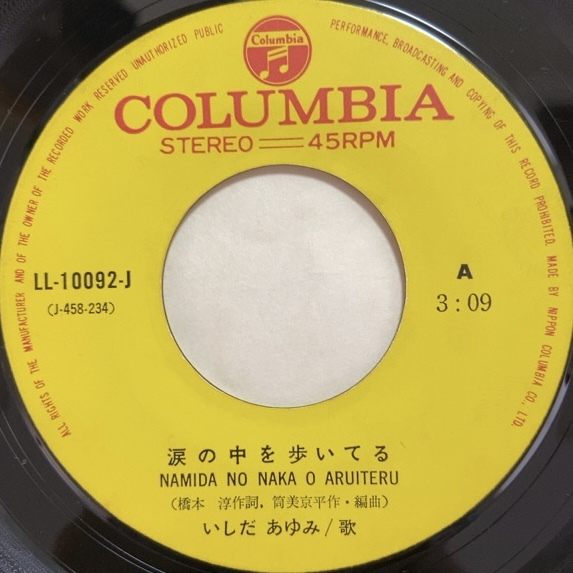 ALL RIGHTS OF THE MANUFACTURER AND OF THE OWNER OF THE RECORDED WORK RESERVED UNAUTHORIZED PUBLIC PERFORMANCE, BROADCASTING AND COPYING OF THIS RECORD PROHIBITED. MADE BY NIPPON COLUMBIA CO., LTD.
Columbia
COLUMBIA
STEREO=45RPM
LL-10092-J
(J-458-234)
A
3:09
涙の中を歩いてる
NAMIDA NO NAKA O ARUITERU
(橋本 淳作詞, 筒美京平作・編曲)
いしだ あゆみ/歌